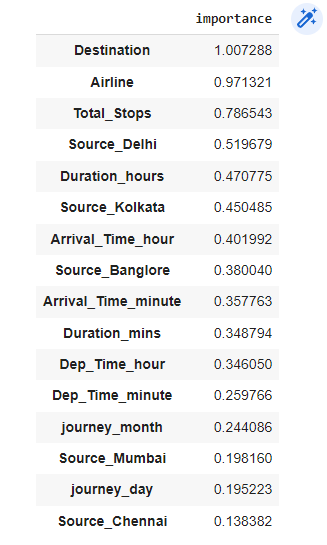 importance
Destination 1.007288
Airline 0.971321
Total_Stops 0.786543
Source_Delhi 0.519679
Duration_hours 0.470775
Source_Kolkata 0.450485
Arrival_Time_hour 0.401992
Source_Banglore 0.380040
Arrival_Time_minute 0.357763
Duration_mins 0.348794
Dep_Time_hour 0.346050
Dep_Time_minute 0.259766
journey_month 0.244086
Source_Mumbai 0.198160
journey_day 0.195223
Source_Chennai 0.138382